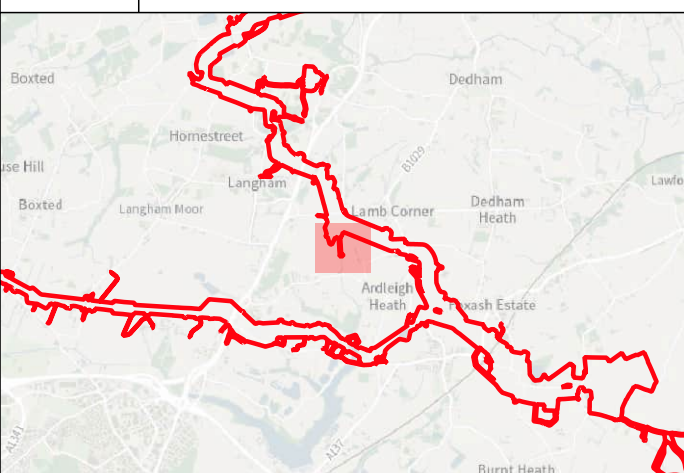 Boxted
Dedham
Homestreet
B1029
use Hill
Langham
Lawfo
Boxted
Langham Moor
Lamb Corner
Dedham
Heath
Ardleigh
Heath
Foxash Estate
A1341
A137
Burnt Heath